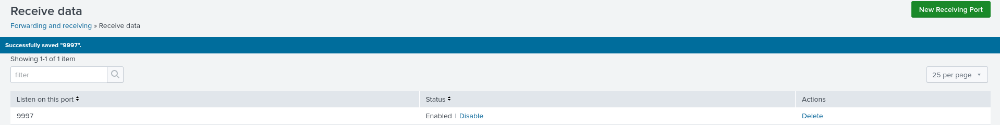 Receive data
New Receiving Port
Forwarding and receiving » Receive data
Successfully saved "9997".
Showing 1-1 of 1 item
filter
25 per page
Listen on this port Status Actions
9997 Enabled | Disable Delete